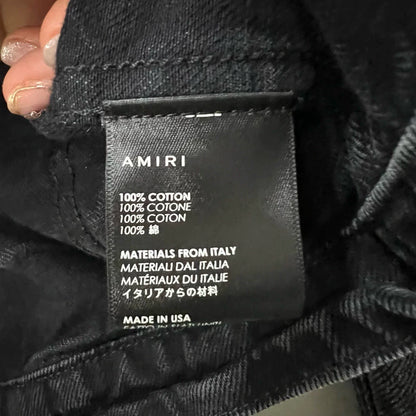 AMIRI
100% COTTON
100% COTONE
100% COTON
100% 綿
MATERIALS FROM ITALY
MATERIALI DAL ITALIA
MATÉRIAUX DU ITALIE
イタリアからの材料
MADE IN USA